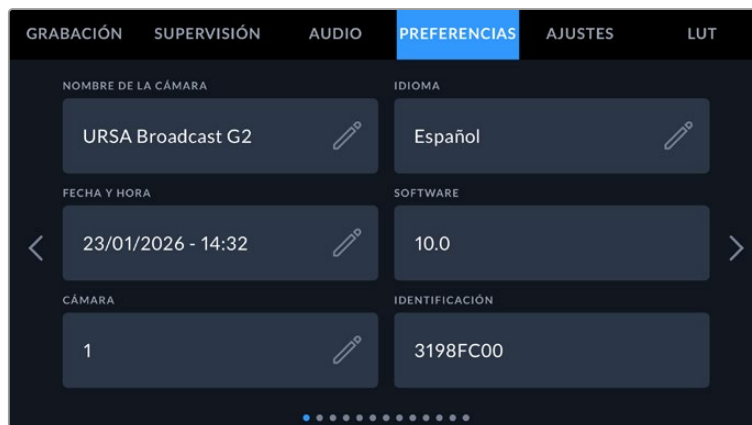 GRABACIÓN SUPERVISIÓN AUDIO PREFERENCIAS AJUSTES LUT
NOMBRE DE LA CÁMARA IDIOMA
URSA Broadcast G2 Español
FECHA Y HORA SOFTWARE
23/01/2026 - 14:32 10.0
CÁMARA IDENTIFICACIÓN
1 3198FC00